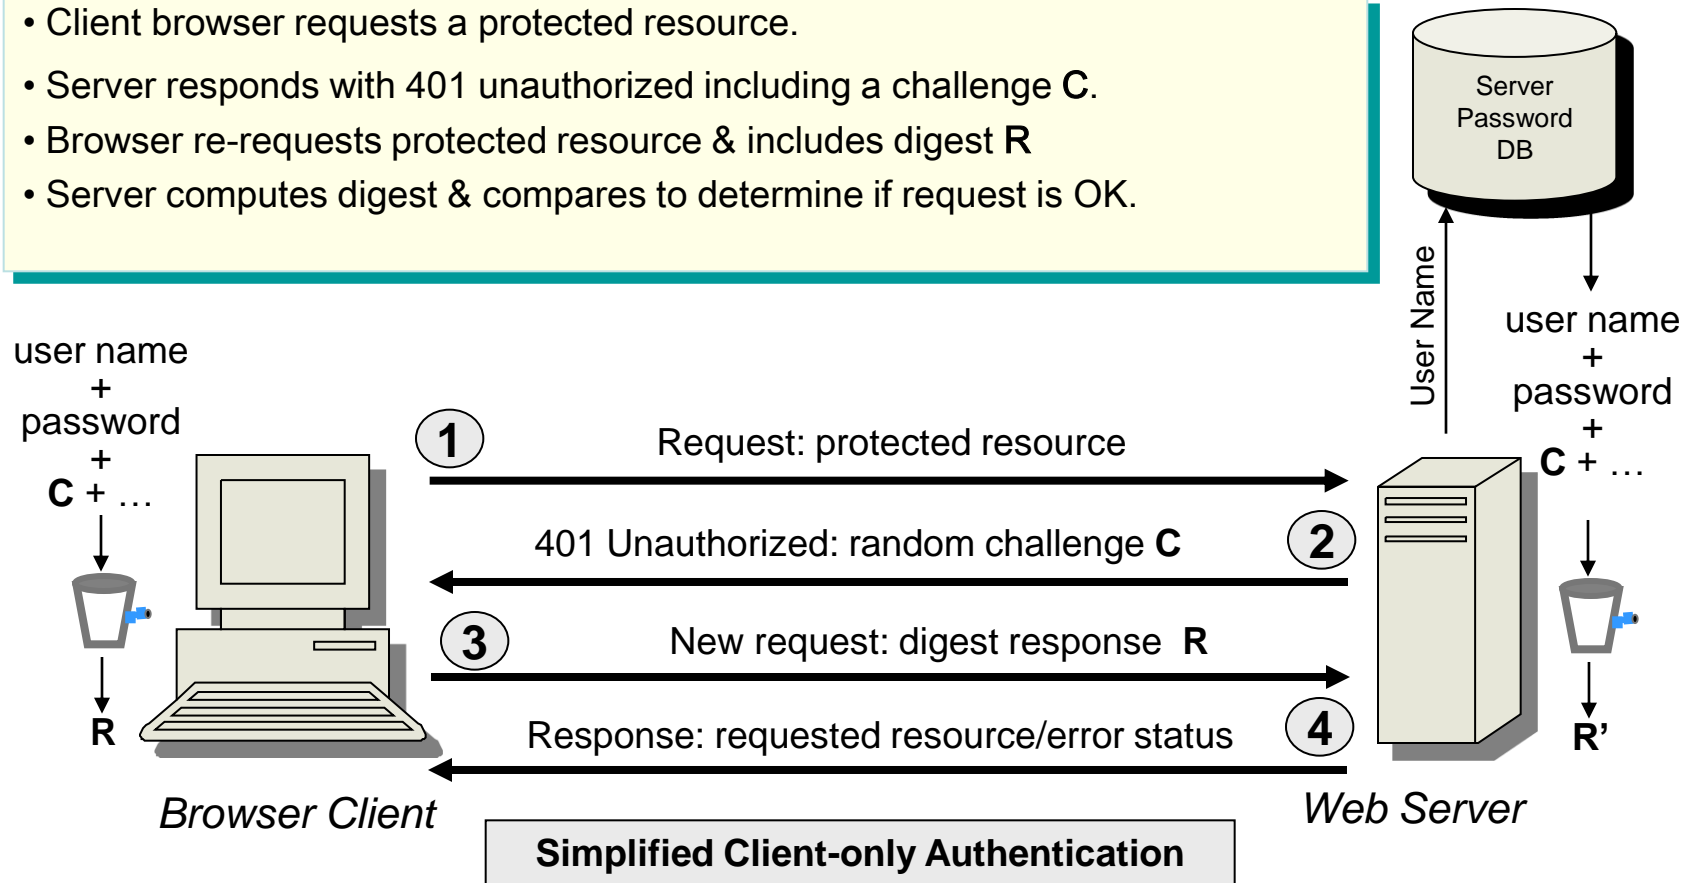 • Client browser requests a protected resource.
• Server responds with 401 unauthorized including a challenge C.
• Browser re-requests protected resource & includes digest R
• Server computes digest & compares to determine if request is OK.
Server
Password
DB
User Name
user name
+
password
+
C + …
R’
user name
+
password
+
C + …
R
1
Request: protected resource
401 Unauthorized: random challenge C
2
3
New request: digest response R
Response: requested resource/error status
4
Browser Client
Web Server
Simplified Client-only Authentication